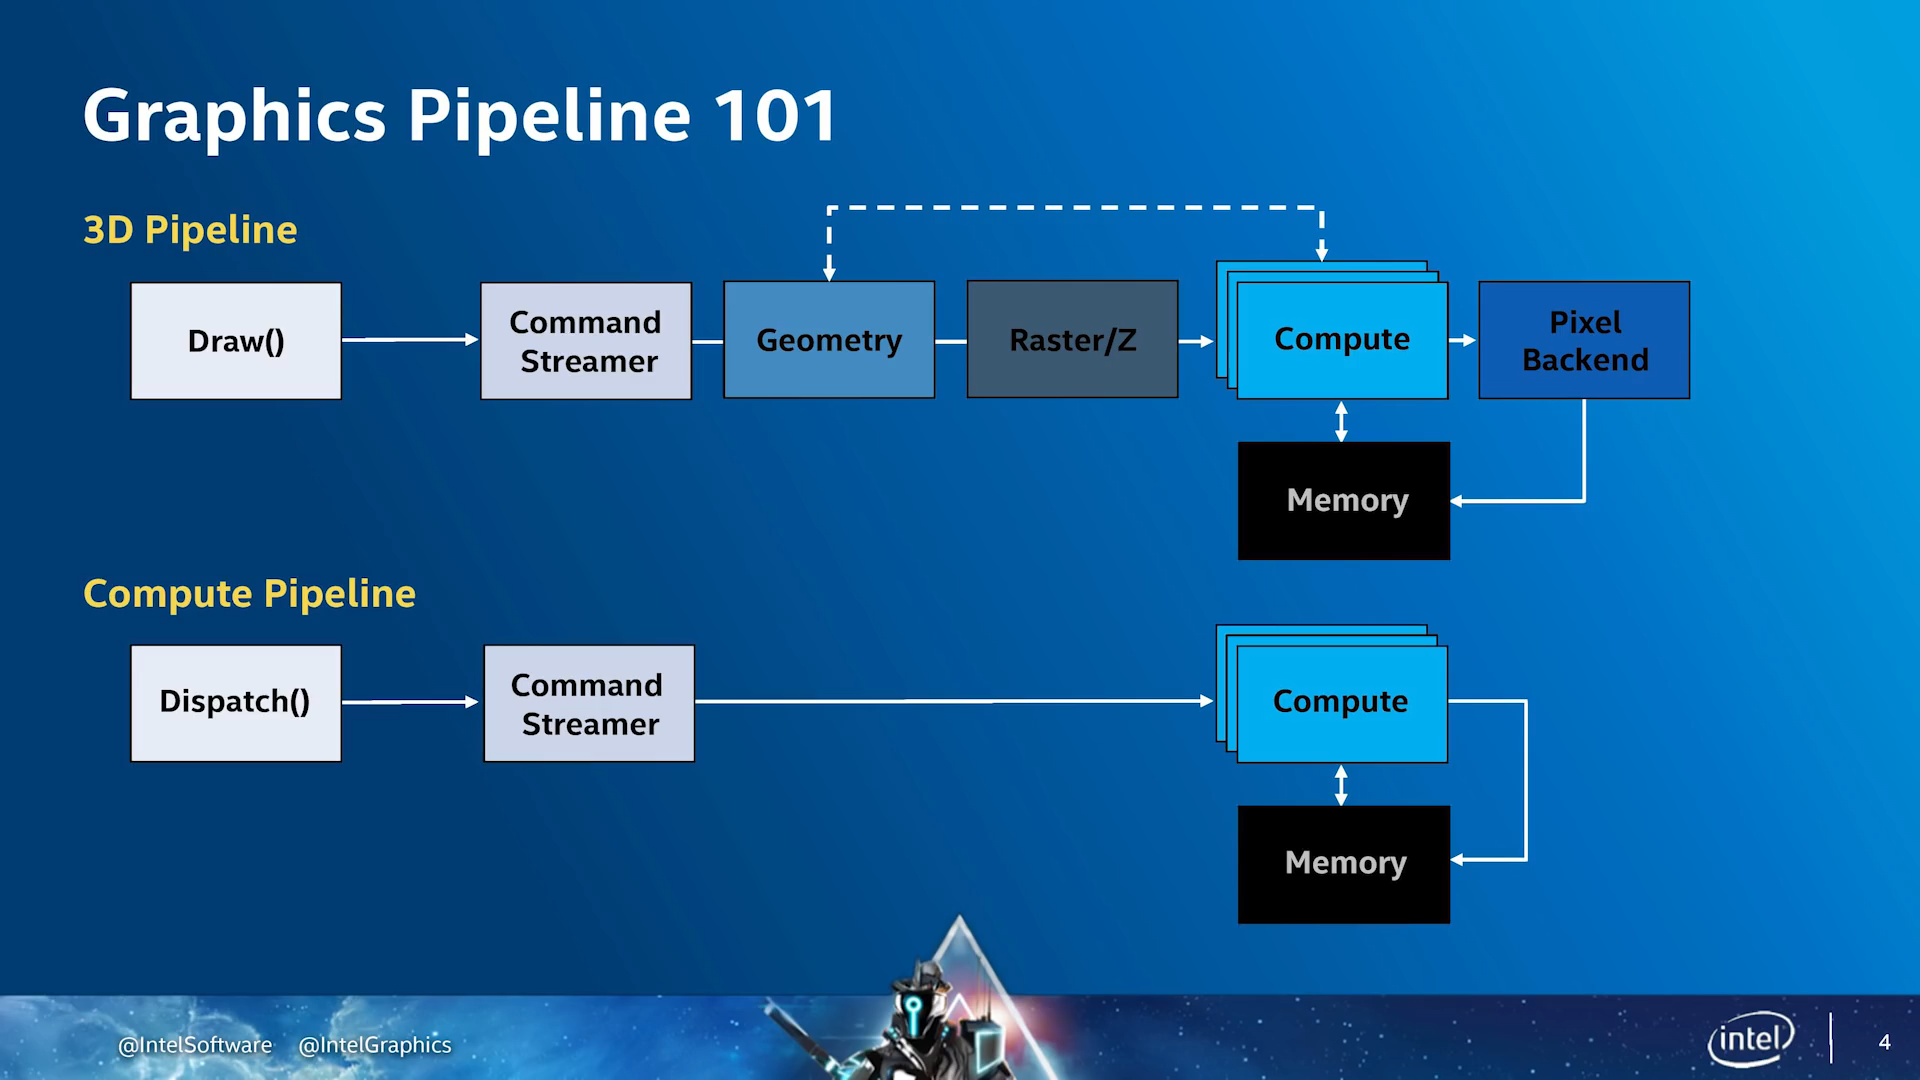 Graphics Pipeline 101
3D Pipeline
Draw()
Command
Streamer
Geometry
Raster/Z
Compute
Pixel
Backend
Memory
Compute Pipeline
Dispatch()
Command
Streamer
Compute
Memory
@IntelSoftware @IntelGraphics
intel
4